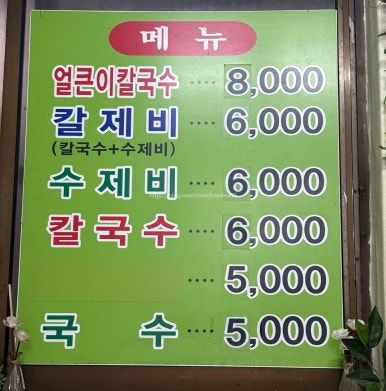 메뉴
얼큰이칼국수 ···· 8,000
칼제비 ···· 6,000
(칼국수+수제비)
수제비 ···· 6,000
칼국수 ···· 6,000
···· 5,000
국수 ···· 5,000